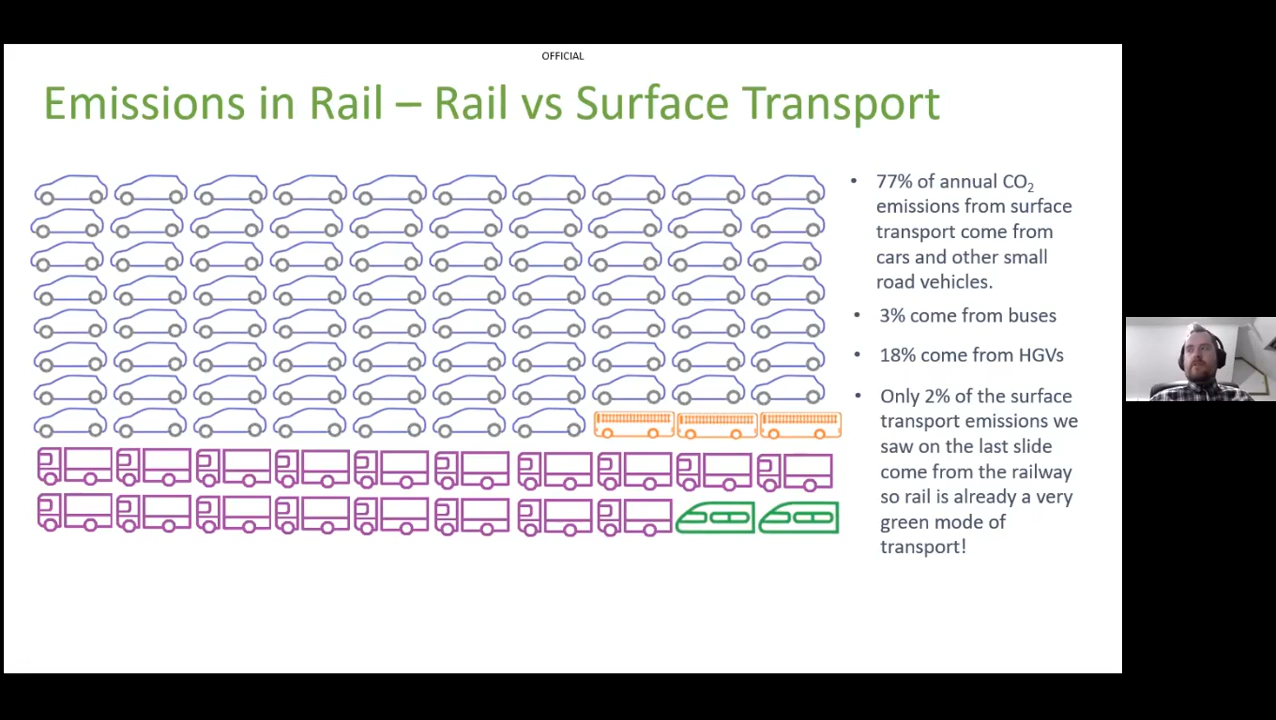 OFFICIAL
Emissions in Rail – Rail vs Surface Transport
• 77% of annual CO₂
emissions from surface
transport come from
cars and other small
road vehicles.
• 3% come from buses
• 18% come from HGVs
• Only 2% of the surface
transport emissions we
saw on the last slide
come from the railway
so rail is already a very
green mode of
transport!